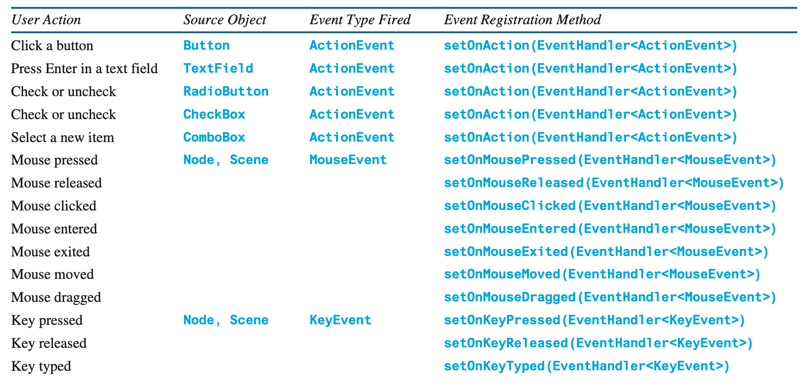 User Action Source Object Event Type Fired Event Registration Method
Click a button Button ActionEvent setOnAction(EventHandler<ActionEvent>)
Press Enter in a text field TextField ActionEvent setOnAction(EventHandler<ActionEvent>)
Check or uncheck RadioButton ActionEvent setOnAction(EventHandler<ActionEvent>)
Check or uncheck CheckBox ActionEvent setOnAction(EventHandler<ActionEvent>)
Select a new item ComboBox ActionEvent setOnAction(EventHandler<ActionEvent>)
Mouse pressed Node, Scene MouseEvent setOnMousePressed(EventHandler<MouseEvent>)
Mouse released setOnMouseReleased(EventHandler<MouseEvent>)
Mouse clicked setOnMouseClicked(EventHandler<MouseEvent>)
Mouse entered setOnMouseEntered(EventHandler<MouseEvent>)
Mouse exited setOnMouseExited(EventHandler<MouseEvent>)
Mouse moved setOnMouseMoved(EventHandler<MouseEvent>)
Mouse dragged setOnMouseDragged(EventHandler<MouseEvent>)
Key pressed Node, Scene KeyEvent setOnKeyPressed(EventHandler<KeyEvent>)
Key released setOnKeyReleased(EventHandler<KeyEvent>)
Key typed setOnKeyTyped(EventHandler<KeyEvent>)